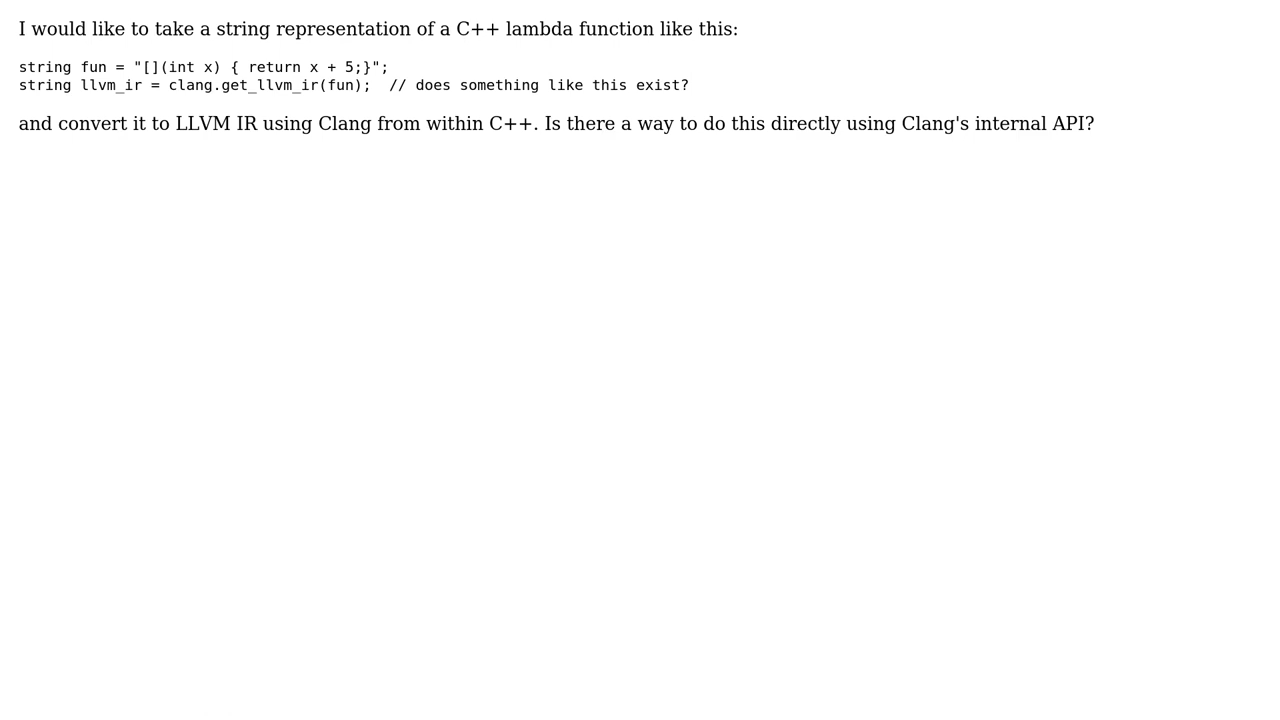 I would like to take a string representation of a C++ lambda function like this:
string fun = "[](int x) { return x + 5;}";
string llvm_ir = clang.get_llvm_ir(fun);  // does something like this exist?
and convert it to LLVM IR using Clang from within C++. Is there a way to do this directly using Clang's internal API?